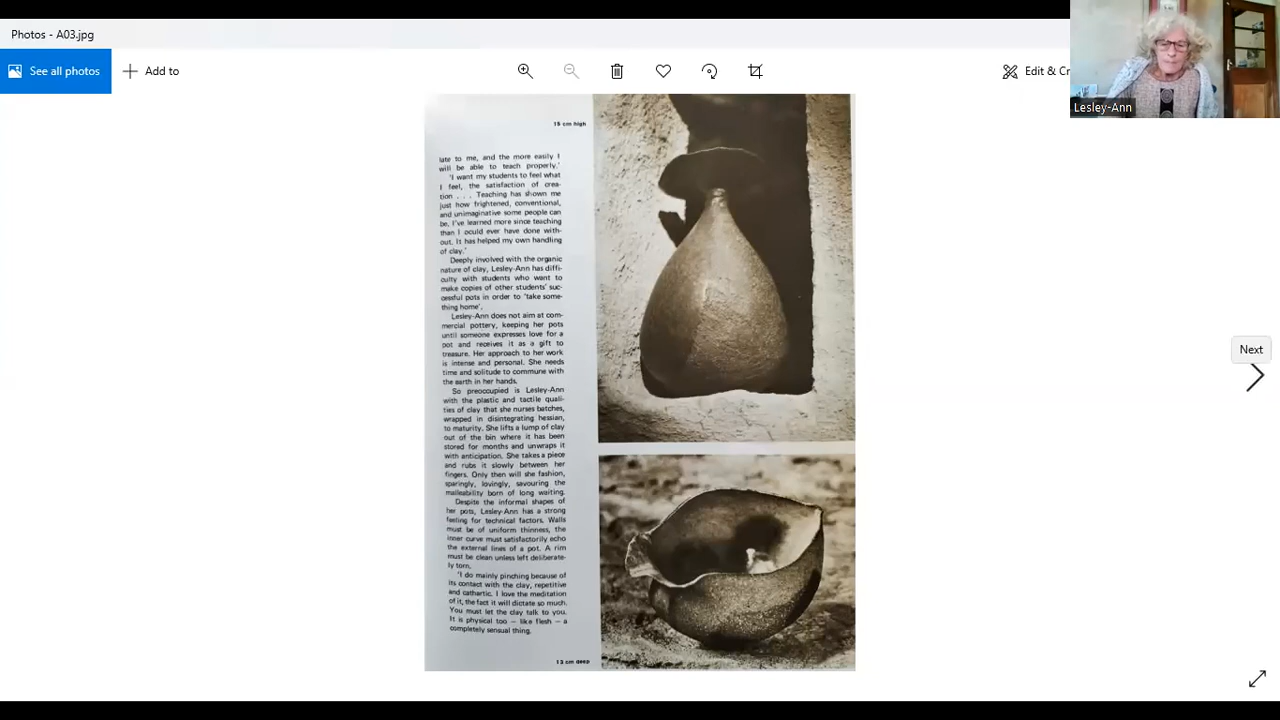 Photos - A03.jpg
See all photos
Add to
Edit & Cr
Lesley-Ann
15 cm high
late to me, and the more easily I
will be able to teach properly.'
'I want my students to feel what
I feel, the satisfaction of crea-
tion . . . Teaching has shown me
just how frightened, conventional,
and unimaginative some people can
be. I've learned more since teaching
than I could ever have done with-
out. It has helped my own handling
of clay.'
Deeply involved with the organic
nature of clay, Lesley-Ann has diffi-
culty with students who want to
make copies of other students' suc-
cessful pots in order to 'take some-
thing home'.
Lesley-Ann does not aim at com-
mercial pottery, keeping her pots
until someone expresses love for a
pot and receives it as a gift to
treasure. Her approach to her work
is intense and personal. She needs
time and solitude to commune with
the earth in her hands.
So preoccupied is Lesley-Ann
with the plastic and tactile quali-
ties of clay that she nurses batches,
wrapped in disintegrating hessian,
to maturity. She lifts a lump of clay
out of the bin where it has been
stored for months and unwraps it
with anticipation. She takes a piece
and rubs it slowly between her
fingers. Only then will she fashion,
sparingly, lovingly, savouring the
malleability born of long waiting.
Despite the informal shapes of
her pots, Lesley-Ann has a strong
feeling for technical factors. Walls
must be of uniform thinness, the
inner curve must satisfactorily echo
the external lines of a pot. A rim
must be clean unless left deliberate-
ly torn.
'I do mainly pinching because of
its contact with the clay, repetitive
and cathartic. I love the meditation
of it, the fact it will dictate so much.
You must let the clay talk to you.
It is physical too — like flesh — a
completely sensual thing.
13 cm deep
Next